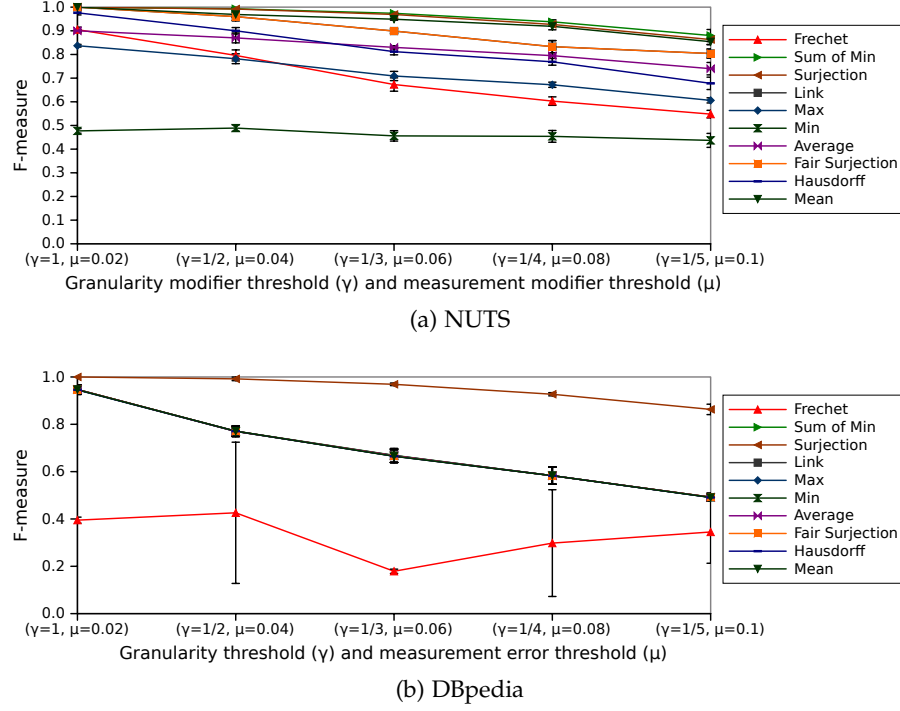 1.0
0.9
0.8
0.7
0.6
0.5
0.4
0.3
0.2
0.1
0.0
F-measure
(γ=1, μ=0.02) (γ=1/2, μ=0.04) (γ=1/3, μ=0.06) (γ=1/4, μ=0.08) (γ=1/5, μ=0.1)
Granularity modifier threshold (γ) and measurement modifier threshold (μ)
Frechet
Sum of Min
Surjection
Link
Max
Min
Average
Fair Surjection
Hausdorff
Mean
(a) NUTS
1.0
0.8
0.6
0.4
0.2
0.0
F-measure
(γ=1, μ=0.02) (γ=1/2, μ=0.04) (γ=1/3, μ=0.06) (γ=1/4, μ=0.08) (γ=1/5, μ=0.1)
Granularity threshold (γ) and measurement error threshold (μ)
Frechet
Sum of Min
Surjection
Link
Max
Min
Average
Fair Surjection
Hausdorff
Mean
(b) DBpedia